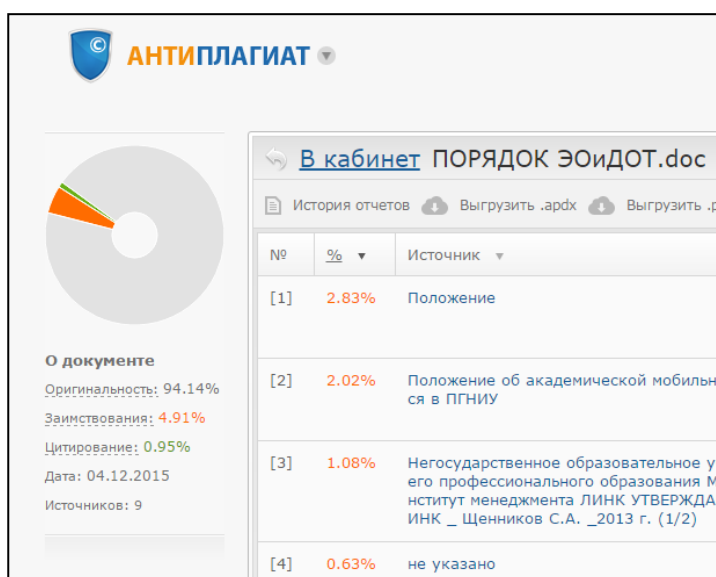 ©
АНТИПЛАГИАТ
В кабинет ПОРЯДОК ЭОиДОТ.doc
История отчетов Выгрузить .apdx Выгрузить .p
№ % Источник
[1] 2.83% Положение
[2] 2.02% Положение об академической мобильн
ся в ПГНИУ
[3] 1.08% Негосударственное образовательное у
его профессионального образования М
нститут менеджмента ЛИНК УТВЕРЖДА
ИНК _ Щенников С.А. _2013 г. (1/2)
[4] 0.63% не указано
О документе
Оригинальность: 94.14%
Заимствования: 4.91%
Цитирование: 0.95%
Дата: 04.12.2015
Источников: 9